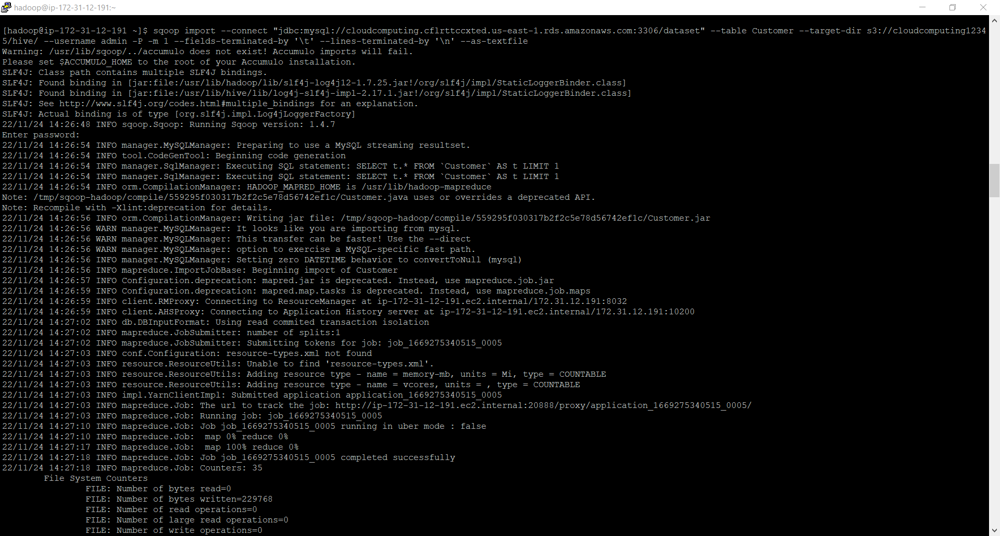 hadoop@ip-172-31-12-191:~
[hadoop@ip-172-31-12-191 ~]$ sqoop import --connect "jdbc:mysql://cloudcomputing.cflrttccxted.us-east-1.rds.amazonaws.com:3306/dataset" --table Customer --target-dir s3://cloudcomputing1234
5/hive/ --username admin -P -m 1 --fields-terminated-by '\t' --lines-terminated-by '\n' --as-textfile
Warning: /usr/lib/sqoop/../accumulo does not exist! Accumulo imports will fail.
Please set $ACCUMULO_HOME to the root of your Accumulo installation.
SLF4J: Class path contains multiple SLF4J bindings.
SLF4J: Found binding in [jar:file:/usr/lib/hadoop/lib/slf4j-log4j12-1.7.25.jar!/org/slf4j/impl/StaticLoggerBinder.class]
SLF4J: Found binding in [jar:file:/usr/lib/hive/lib/log4j-slf4j-impl-2.17.1.jar!/org/slf4j/impl/StaticLoggerBinder.class]
SLF4J: See http://www.slf4j.org/codes.html#multiple_bindings for an explanation.
SLF4J: Actual binding is of type [org.slf4j.impl.Log4jLoggerFactory]
22/11/24 14:26:48 INFO sqoop.Sqoop: Running Sqoop version: 1.4.7
Enter password:
22/11/24 14:26:54 INFO manager.MySQLManager: Preparing to use a MySQL streaming resultset.
22/11/24 14:26:54 INFO tool.CodeGenTool: Beginning code generation
22/11/24 14:26:54 INFO manager.SqlManager: Executing SQL statement: SELECT t.* FROM `Customer` AS t LIMIT 1
22/11/24 14:26:54 INFO manager.SqlManager: Executing SQL statement: SELECT t.* FROM `Customer` AS t LIMIT 1
22/11/24 14:26:54 INFO orm.CompilationManager: HADOOP_MAPRED_HOME is /usr/lib/hadoop-mapreduce
Note: /tmp/sqoop-hadoop/compile/559295f030317b2f2c5e78d56742ef1c/Customer.java uses or overrides a deprecated API.
Note: Recompile with -Xlint:deprecation for details.
22/11/24 14:26:56 INFO orm.CompilationManager: Writing jar file: /tmp/sqoop-hadoop/compile/559295f030317b2f2c5e78d56742ef1c/Customer.jar
22/11/24 14:26:56 WARN manager.MySQLManager: It looks like you are importing from mysql.
22/11/24 14:26:56 WARN manager.MySQLManager: This transfer can be faster! Use the --direct
22/11/24 14:26:56 WARN manager.MySQLManager: option to exercise a MySQL-specific fast path.
22/11/24 14:26:56 INFO manager.MySQLManager: Setting zero DATETIME behavior to convertToNull (mysql)
22/11/24 14:26:56 INFO mapreduce.ImportJobBase: Beginning import of Customer
22/11/24 14:26:57 INFO Configuration.deprecation: mapred.jar is deprecated. Instead, use mapreduce.job.jar
22/11/24 14:26:59 INFO Configuration.deprecation: mapred.map.tasks is deprecated. Instead, use mapreduce.job.maps
22/11/24 14:26:59 INFO client.RMProxy: Connecting to ResourceManager at ip-172-31-12-191.ec2.internal/172.31.12.191:8032
22/11/24 14:26:59 INFO client.AHSProxy: Connecting to Application History server at ip-172-31-12-191.ec2.internal/172.31.12.191:10200
22/11/24 14:27:02 INFO db.DBInputFormat: Using read commited transaction isolation
22/11/24 14:27:02 INFO mapreduce.JobSubmitter: number of splits:1
22/11/24 14:27:02 INFO mapreduce.JobSubmitter: Submitting tokens for job: job_1669275340515_0005
22/11/24 14:27:03 INFO conf.Configuration: resource-types.xml not found
22/11/24 14:27:03 INFO resource.ResourceUtils: Unable to find 'resource-types.xml'.
22/11/24 14:27:03 INFO resource.ResourceUtils: Adding resource type - name = memory-mb, units = Mi, type = COUNTABLE
22/11/24 14:27:03 INFO resource.ResourceUtils: Adding resource type - name = vcores, units = , type = COUNTABLE
22/11/24 14:27:03 INFO impl.YarnClientImpl: Submitted application application_1669275340515_0005
22/11/24 14:27:03 INFO mapreduce.Job: The url to track the job: http://ip-172-31-12-191.ec2.internal:20888/proxy/application_1669275340515_0005/
22/11/24 14:27:03 INFO mapreduce.Job: Running job: job_1669275340515_0005
22/11/24 14:27:10 INFO mapreduce.Job: Job job_1669275340515_0005 running in uber mode : false
22/11/24 14:27:10 INFO mapreduce.Job:  map 0% reduce 0%
22/11/24 14:27:17 INFO mapreduce.Job:  map 100% reduce 0%
22/11/24 14:27:18 INFO mapreduce.Job: Job job_1669275340515_0005 completed successfully
22/11/24 14:27:18 INFO mapreduce.Job: Counters: 35
File System Counters
FILE: Number of bytes read=0
FILE: Number of bytes written=229768
FILE: Number of read operations=0
FILE: Number of large read operations=0
FILE: Number of write operations=0